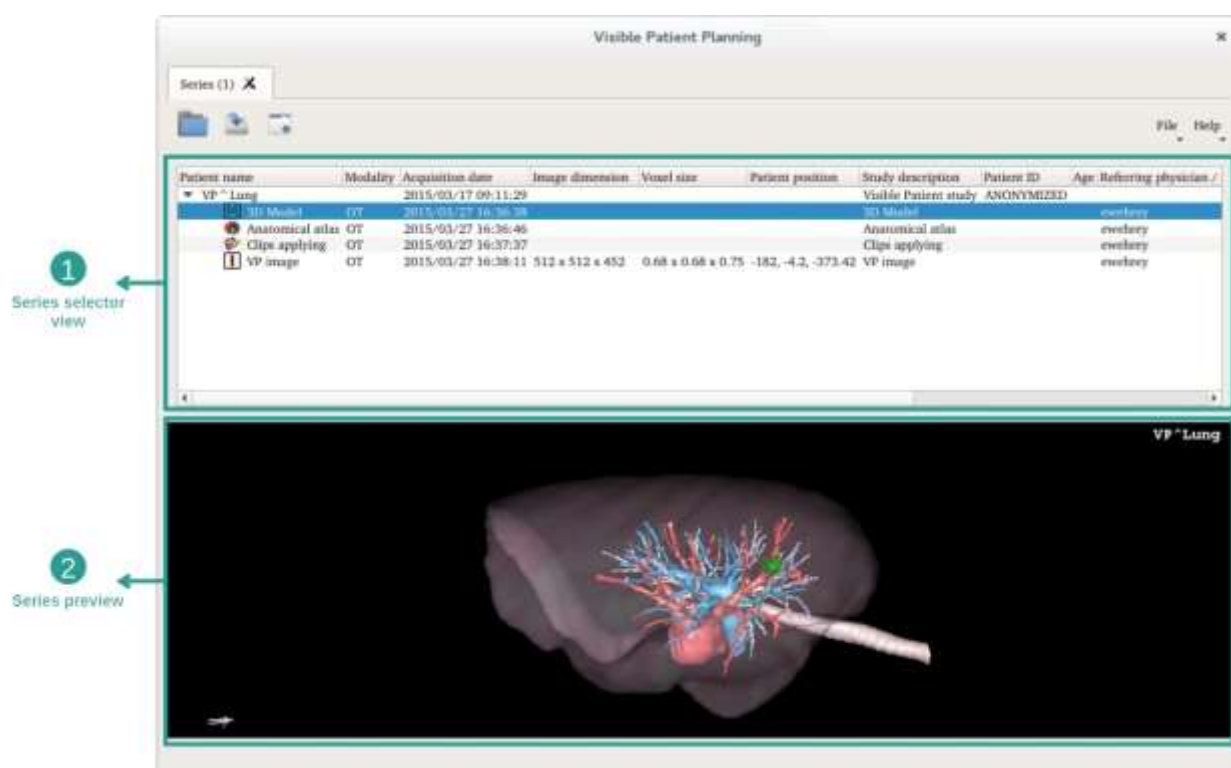 Visible Patient Planning
Series (1)
File Help
Patient name Modality Acquisition date Image dimension Voxel size Patient position Study description Patient ID Age Referring physician /
VP^Lung 2015/03/17 09:11:29 Visible Patient study ANONYMIZED
3D Model OT 2015/03/27 16:36:38 3D Model
Anatomical atlas OT 2015/03/27 16:36:46 Anatomical atlas
Clips applying OT 2015/03/27 16:37:37 Clips applying
VP image OT 2015/03/27 16:38:11 512 x 512 x 452 0.68 x 0.68 x 0.75 -182, -4.2, -373.42 VP image
1
Series selector
view
VP^Lung
2
Series preview